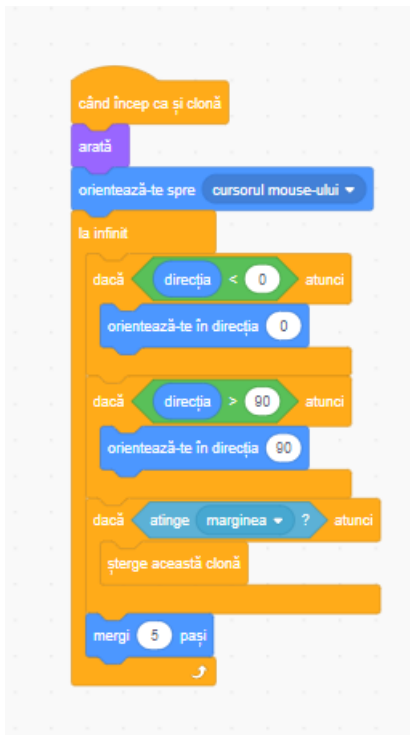 când încep ca și clonă
arată
orientează-te spre cursorul mouse-ului
la infinit
dacă direcția < 0 atunci
orientează-te în direcția 0
dacă direcția > 90 atunci
orientează-te în direcția 90
dacă atinge marginea ? atunci
șterge această clonă
mergi 5 pași